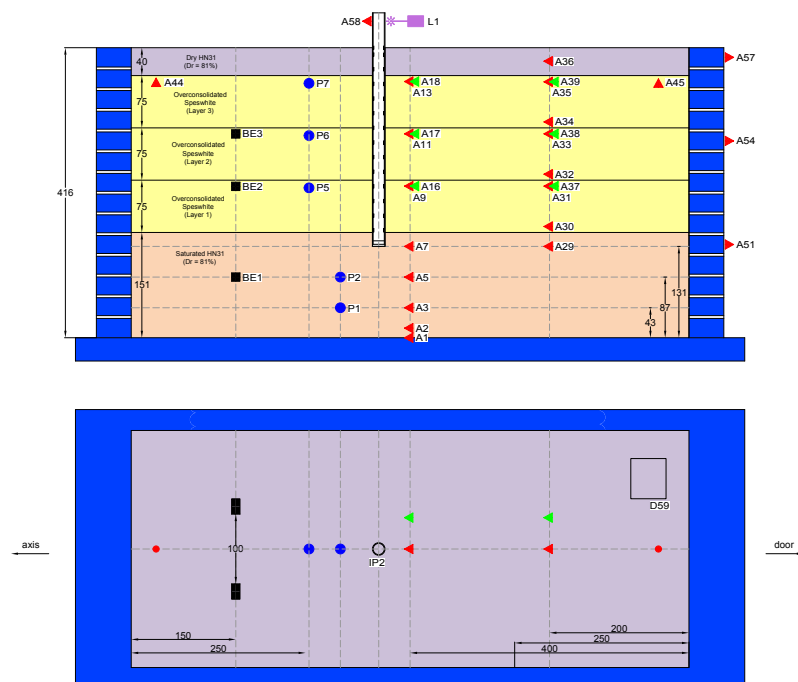 A58
L1
A57
40
Dry HN31
(Dr = 81%)
A36
A44
P7
A18
A13
A39
A35
A45
75
Overconsolidated
Speswhite
(Layer 3)
A34
BE3
P6
A17
A11
A38
A33
A54
75
Overconsolidated
Speswhite
(Layer 2)
A32
416
BE2
P5
A16
A9
A37
A31
75
Overconsolidated
Speswhite
(Layer 1)
A30
Saturated HN31
(Dr = 81%)
A7
A29
A51
151
BE1
P2
A5
131
87
P1
A3
43
A2
A1
D59
axis
100
IP2
door
150
200
250
250
400